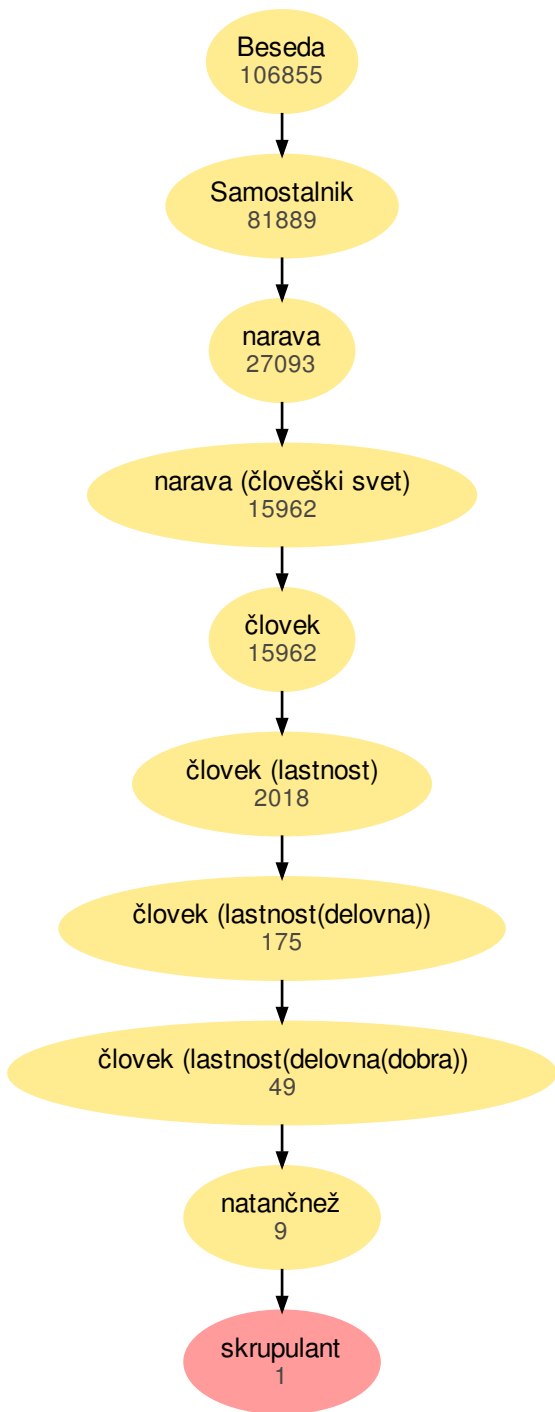 Beseda
106855
Samostalnik
81889
narava
27093
narava (človeški svet)
15962
človek
15962
človek (lastnost)
2018
človek (lastnost(delovna))
175
človek (lastnost(delovna(dobra))
49
natančnež
9
skrupulant
1